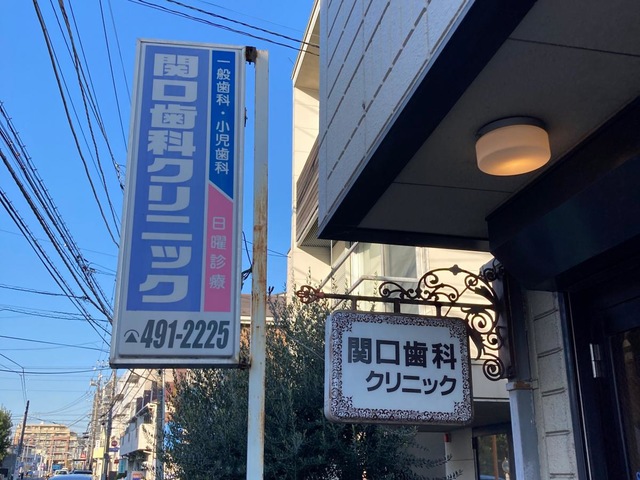 関口歯科クリニック
一般歯科・小児歯科
日曜診療
491-2225
関口歯科
クリニック